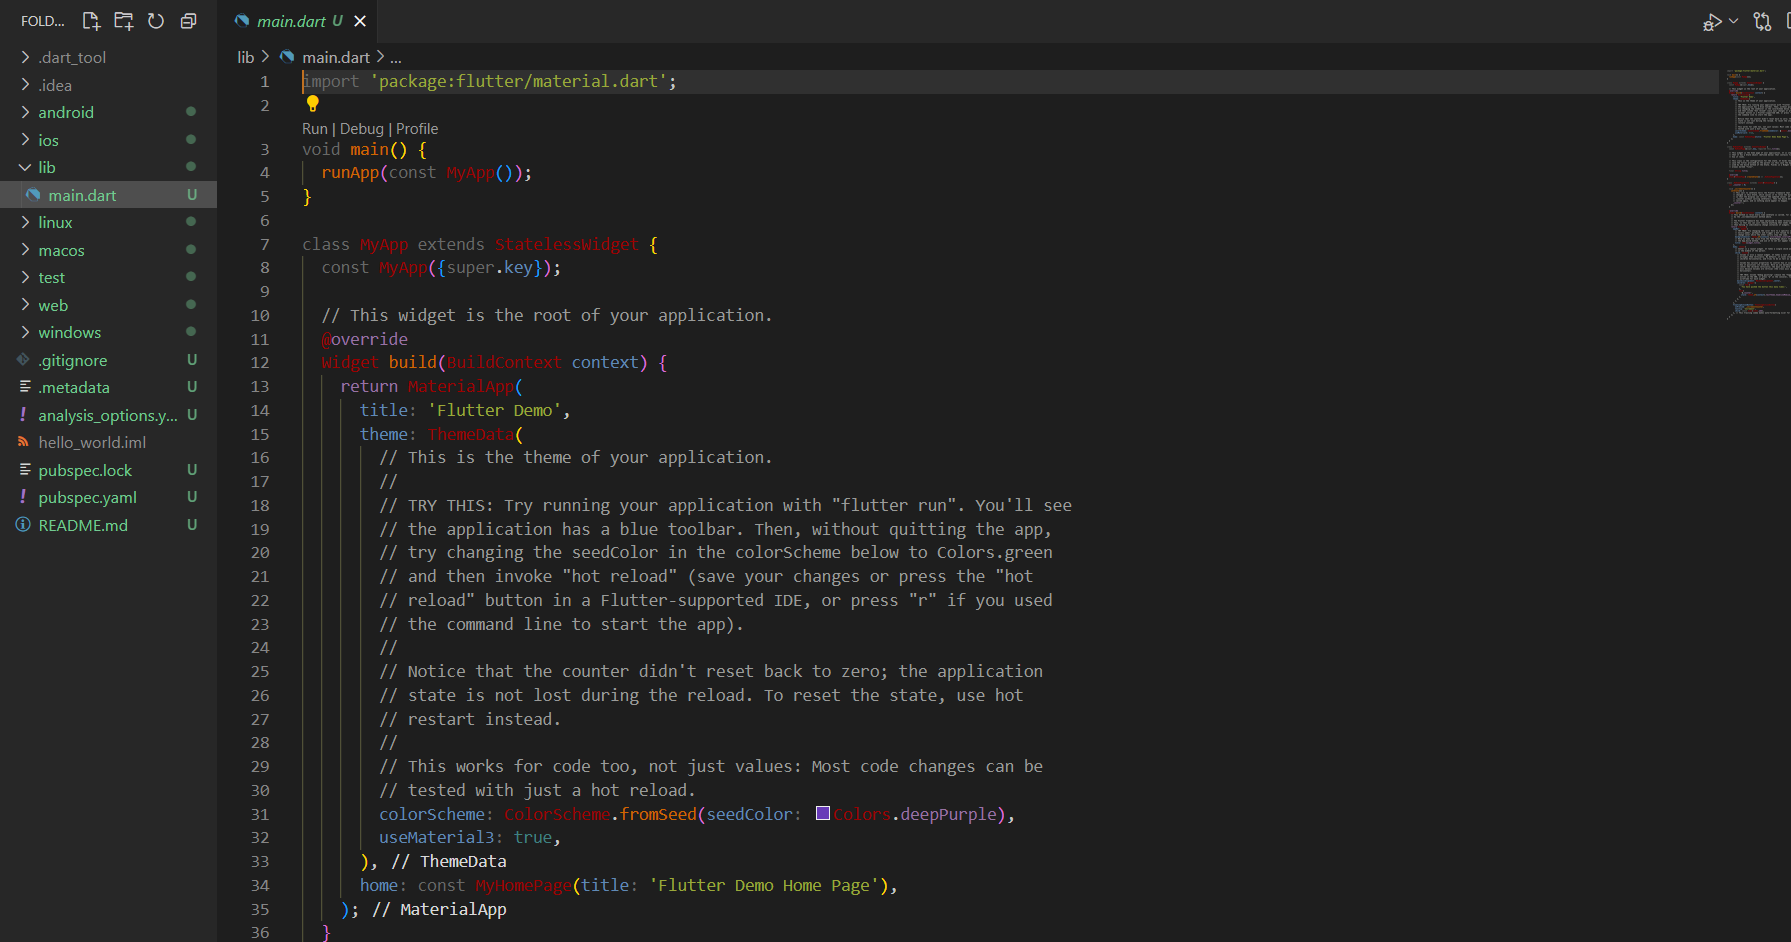 FOLD...
main.dart U
.dart_tool
.idea
android
ios
lib
main.dart U
linux
macos
test
web
windows
.gitignore U
.metadata U
analysis_options.y... U
hello_world.iml
pubspec.lock U
pubspec.yaml U
README.md U
lib > main.dart > ...
1 import 'package:flutter/material.dart';
2
Run | Debug | Profile
3 void main() {
4 runApp(const MyApp());
5 }
6
7 class MyApp extends StatelessWidget {
8 const MyApp({super.key});
9
10 // This widget is the root of your application.
11 @override
12 Widget build(BuildContext context) {
13 return MaterialApp(
14 title: 'Flutter Demo',
15 theme: ThemeData(
16 // This is the theme of your application.
17 //
18 // TRY THIS: Try running your application with "flutter run". You'll see
19 // the application has a blue toolbar. Then, without quitting the app,
20 // try changing the seedColor in the colorScheme below to Colors.green
21 // and then invoke "hot reload" (save your changes or press the "hot
22 // reload" button in a Flutter-supported IDE, or press "r" if you used
23 // the command line to start the app).
24 //
25 // Notice that the counter didn't reset back to zero; the application
26 // state is not lost during the reload. To reset the state, use hot
27 // restart instead.
28 //
29 // This works for code too, not just values: Most code changes can be
30 // tested with just a hot reload.
31 colorScheme: ColorScheme.fromSeed(seedColor: Colors.deepPurple),
32 useMaterial3: true,
33 ), // ThemeData
34 home: const MyHomePage(title: 'Flutter Demo Home Page'),
35 ); // MaterialApp
36 }